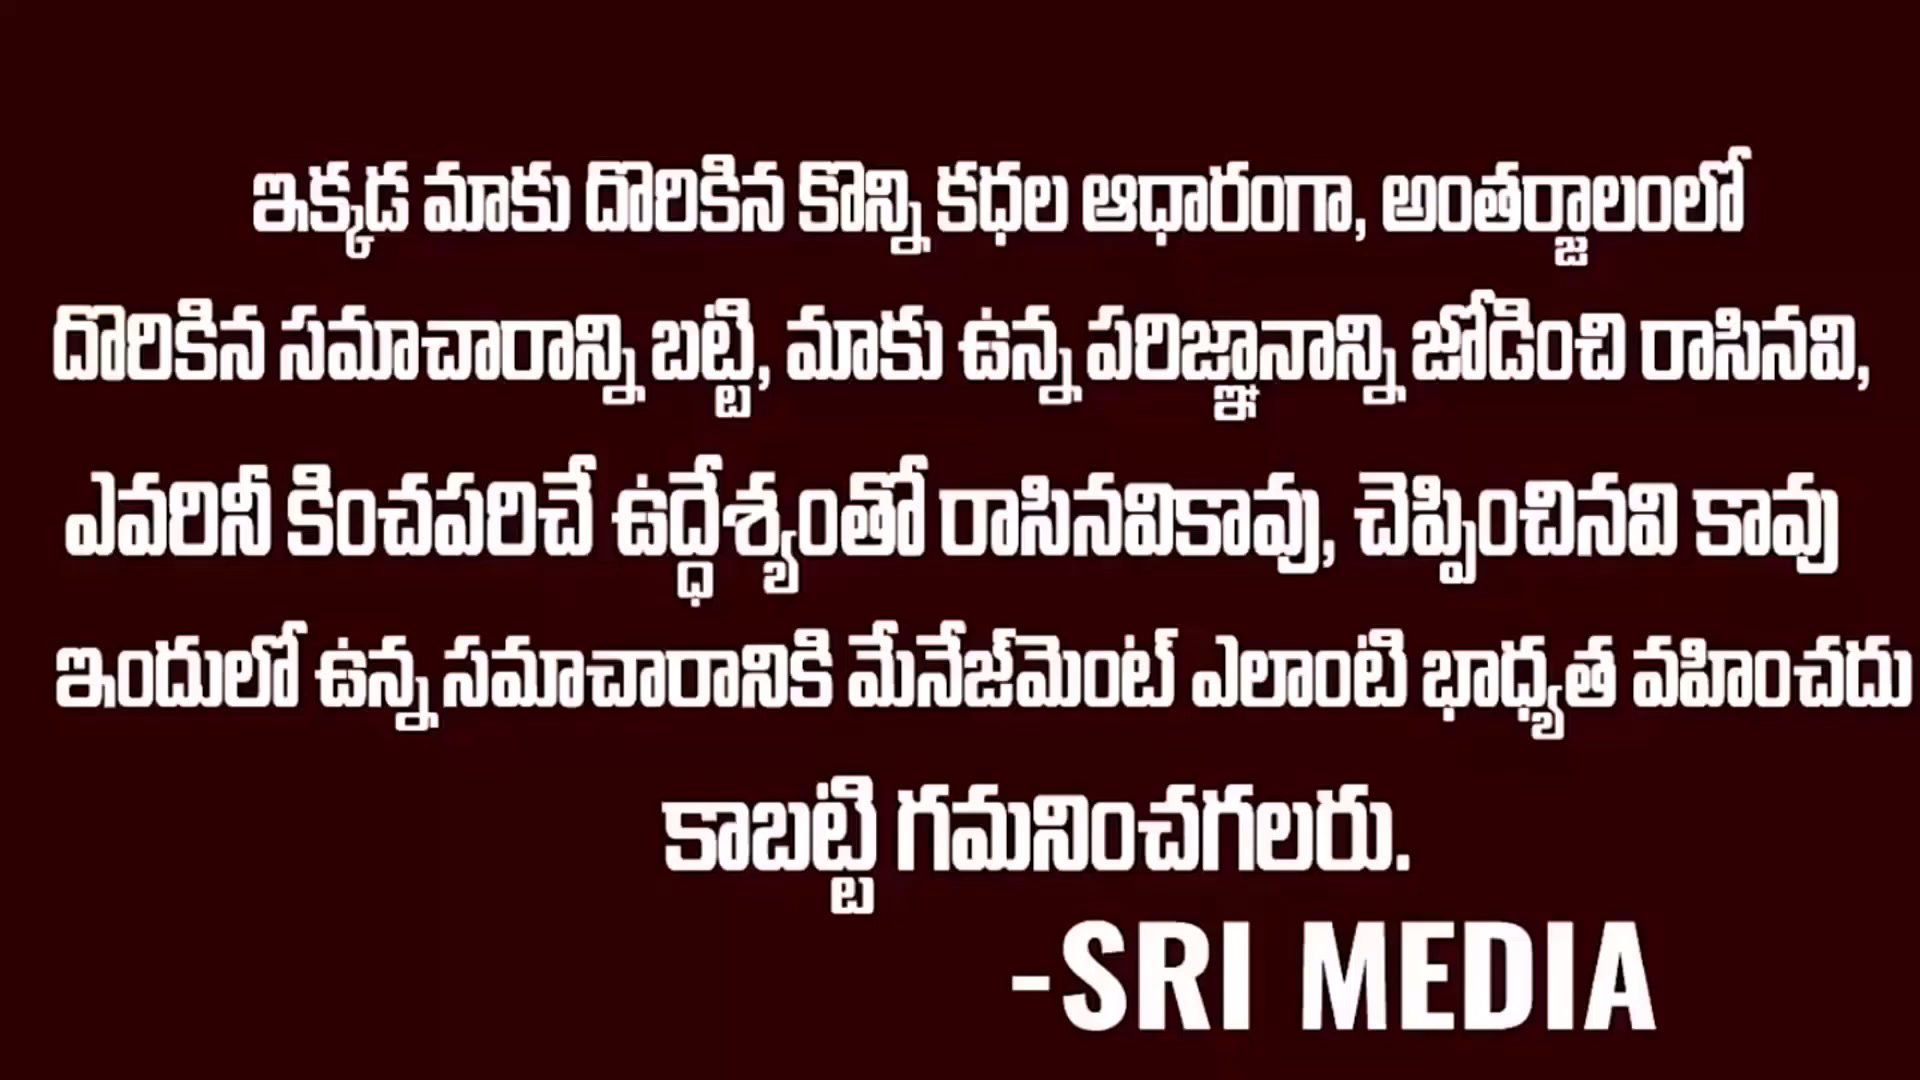 ఇక్కడ మాకు దొరికిన కొన్ని కధల ఆధారంగా, అంతర్జాలంలో
దొరికిన సమాచారాన్ని బట్టి, మాకు ఉన్న పరిజ్ఞానాన్ని జోడించి రాసినవి,
ఎవరినీ కించపరిచే ఉద్ధేశ్యంతో రాసినవికావు, చెప్పించినవి కావు
ఇందులో ఉన్న సమాచారానికి మేనేజ్‌మెంట్ ఎలాంటి భాధ్యత వహించదు
కాబట్టి గమనించగలరు.
-SRI MEDIA